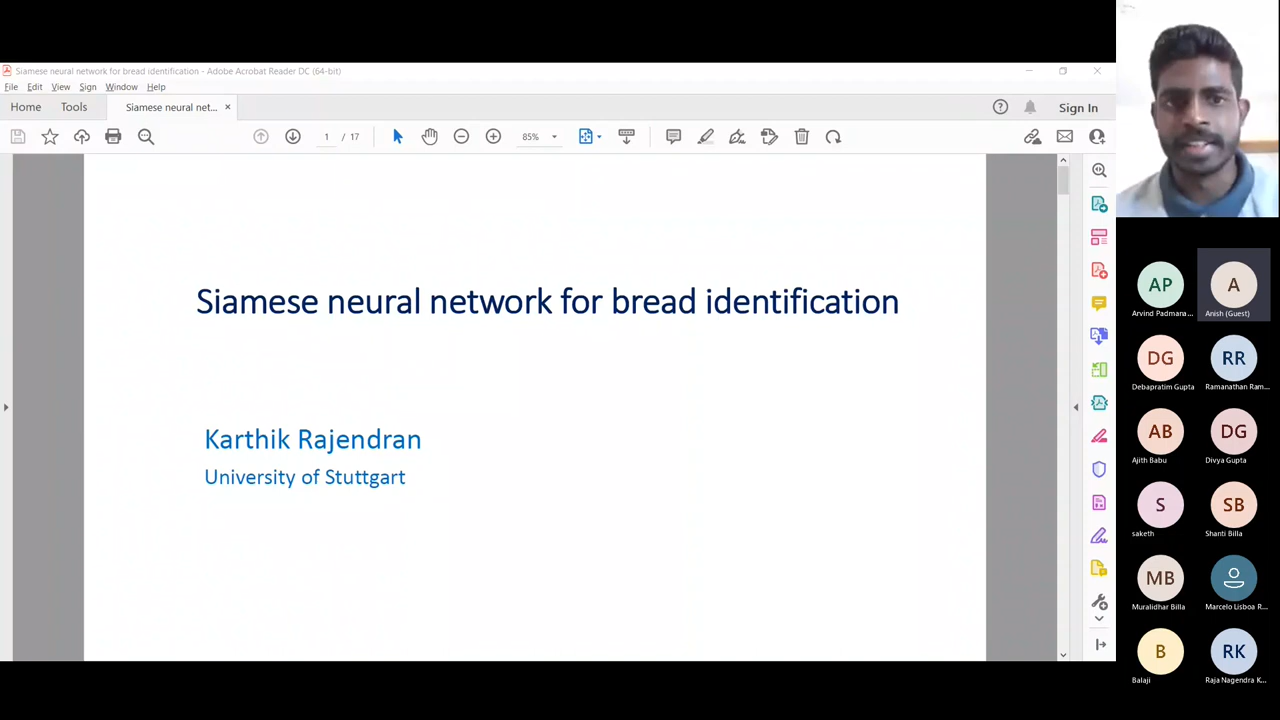 Siamese neural network for bread identification - Adobe Acrobat Reader DC (64-bit)
File Edit View Sign Window Help
Home Tools Siamese neural net... × Sign In
1 / 17 85%
Siamese neural network for bread identification
Karthik Rajendran
University of Stuttgart
AP A
Arvind Padmana... Anish (Guest)
DG RR
Debapratim Gupta Ramanathan Ram...
AB DG
Ajith Babu Divya Gupta
S SB
saketh Shanti Billa
MB
Muralidhar Billa Marcelo Lisboa R...
B RK
Balaji Raja Nagendra K...